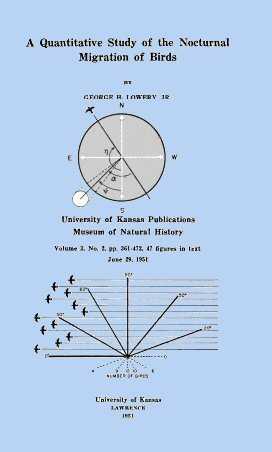 A Quantitative Study of the Nocturnal
Migration of Birds
BY
GEORGE H. LOWERY JR
N
η
E
W
α
S
University of Kansas Publications
Museum of Natural History
Volume 3, No. 2, pp. 361-472, 47 figures in text
June 29, 1951
90°
NUMBER OF BIRDS
University of Kansas
LAWRENCE
1951